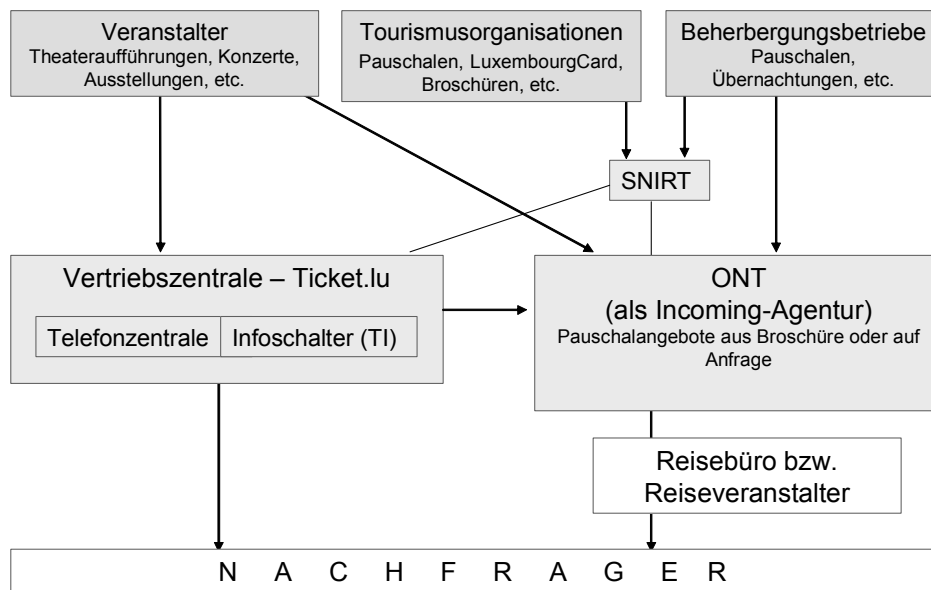 Veranstalter
Theateraufführungen, Konzerte,
Ausstellungen, etc.
Tourismusorganisationen
Pauschalen, LuxembourgCard,
Broschüren, etc.
Beherbergungsbetriebe
Pauschalen,
Übernachtungen, etc.
SNIRT
Vertriebszentrale – Ticket.lu
Telefonzentrale
Infoschalter (TI)
ONT
(als Incoming-Agentur)
Pauschalangebote aus Broschüre oder auf
Anfrage
Reisebüro bzw.
Reiseveranstalter
N A C H F R A G E R